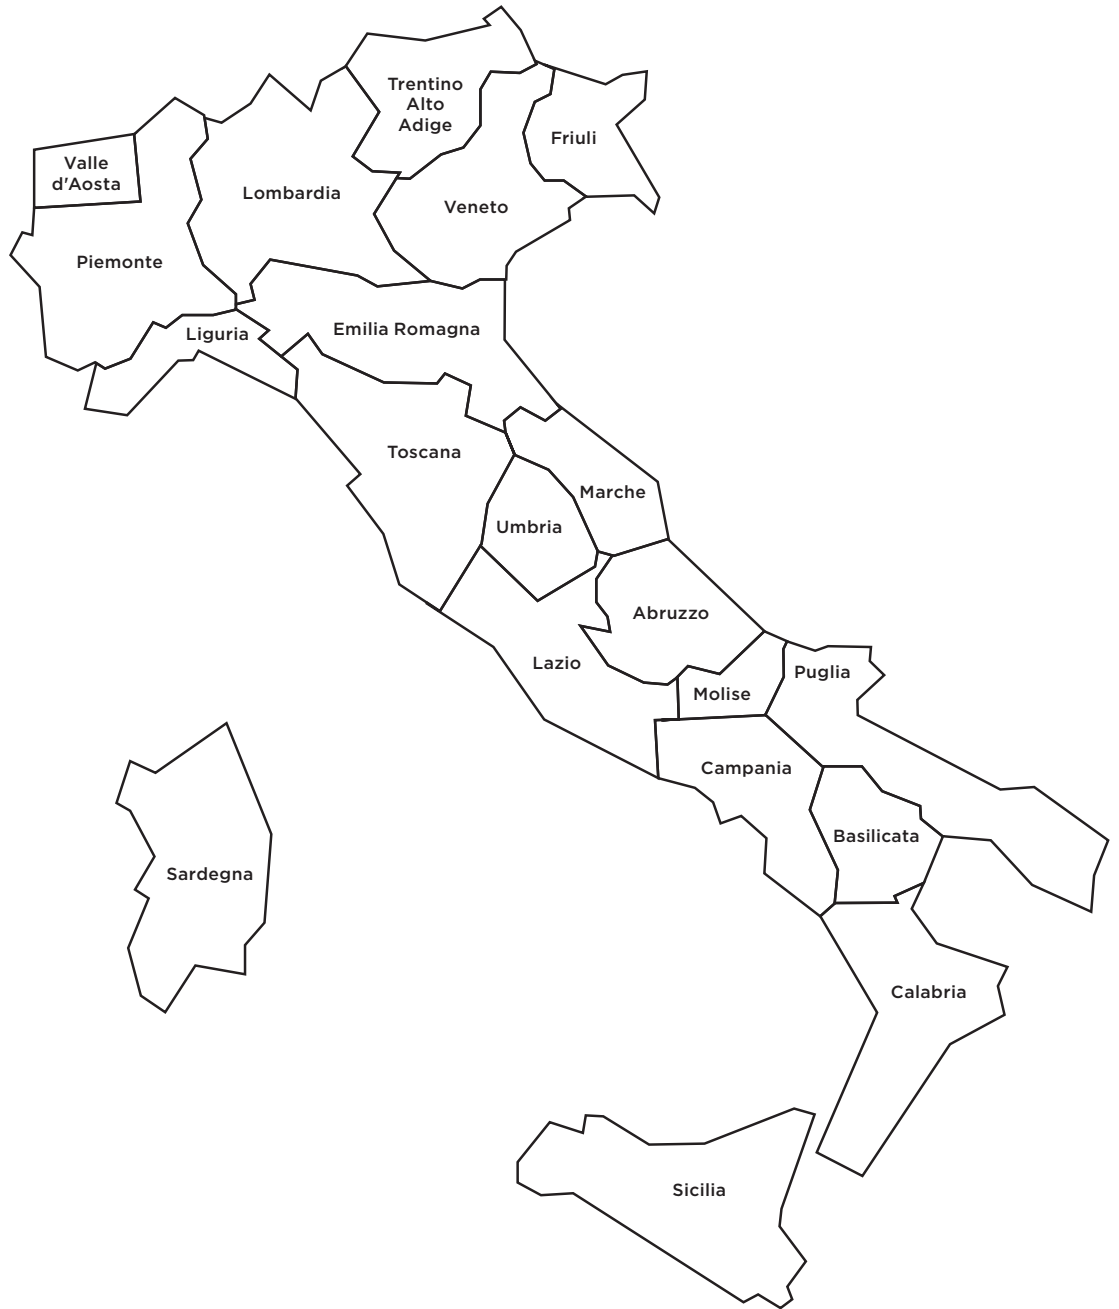 Trentino
Alto
Adige
Friuli
Valle
d'Aosta
Lombardia
Veneto
Piemonte
Liguria
Emilia Romagna
Toscana
Marche
Umbria
Abruzzo
Lazio
Puglia
Molise
Campania
Basilicata
Sardegna
Calabria
Sicilia